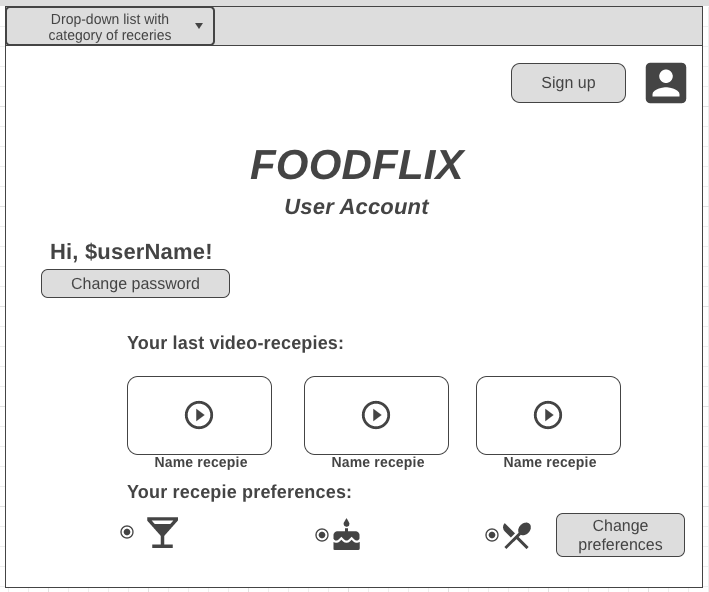 Drop-down list with
category of receries
Sign up
FOODFLIX
User Account
Hi, $userName!
Change password
Your last video-recepies:
Name recepie
Name recepie
Name recepie
Your recepie preferences:
Change
preferences